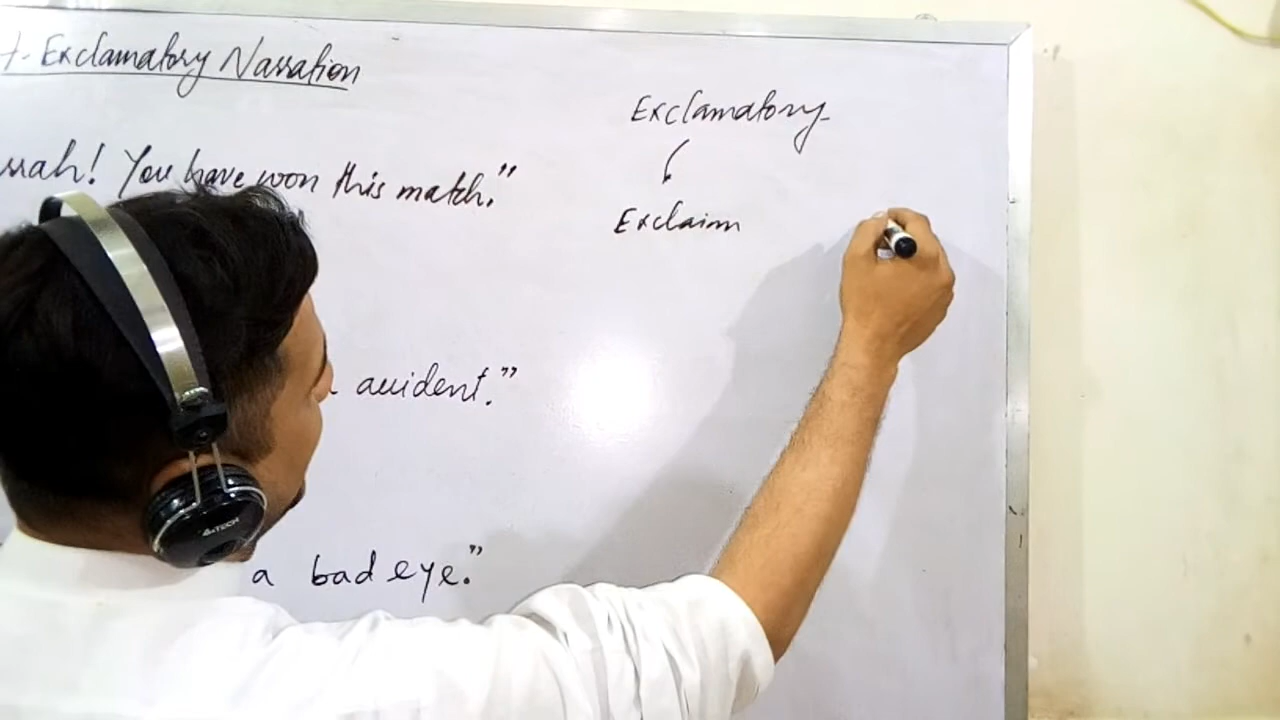 Exclamatory Narration
Exclamatory
You have won this match."
Exclaim
accident."
a bad eye."
A4TECH